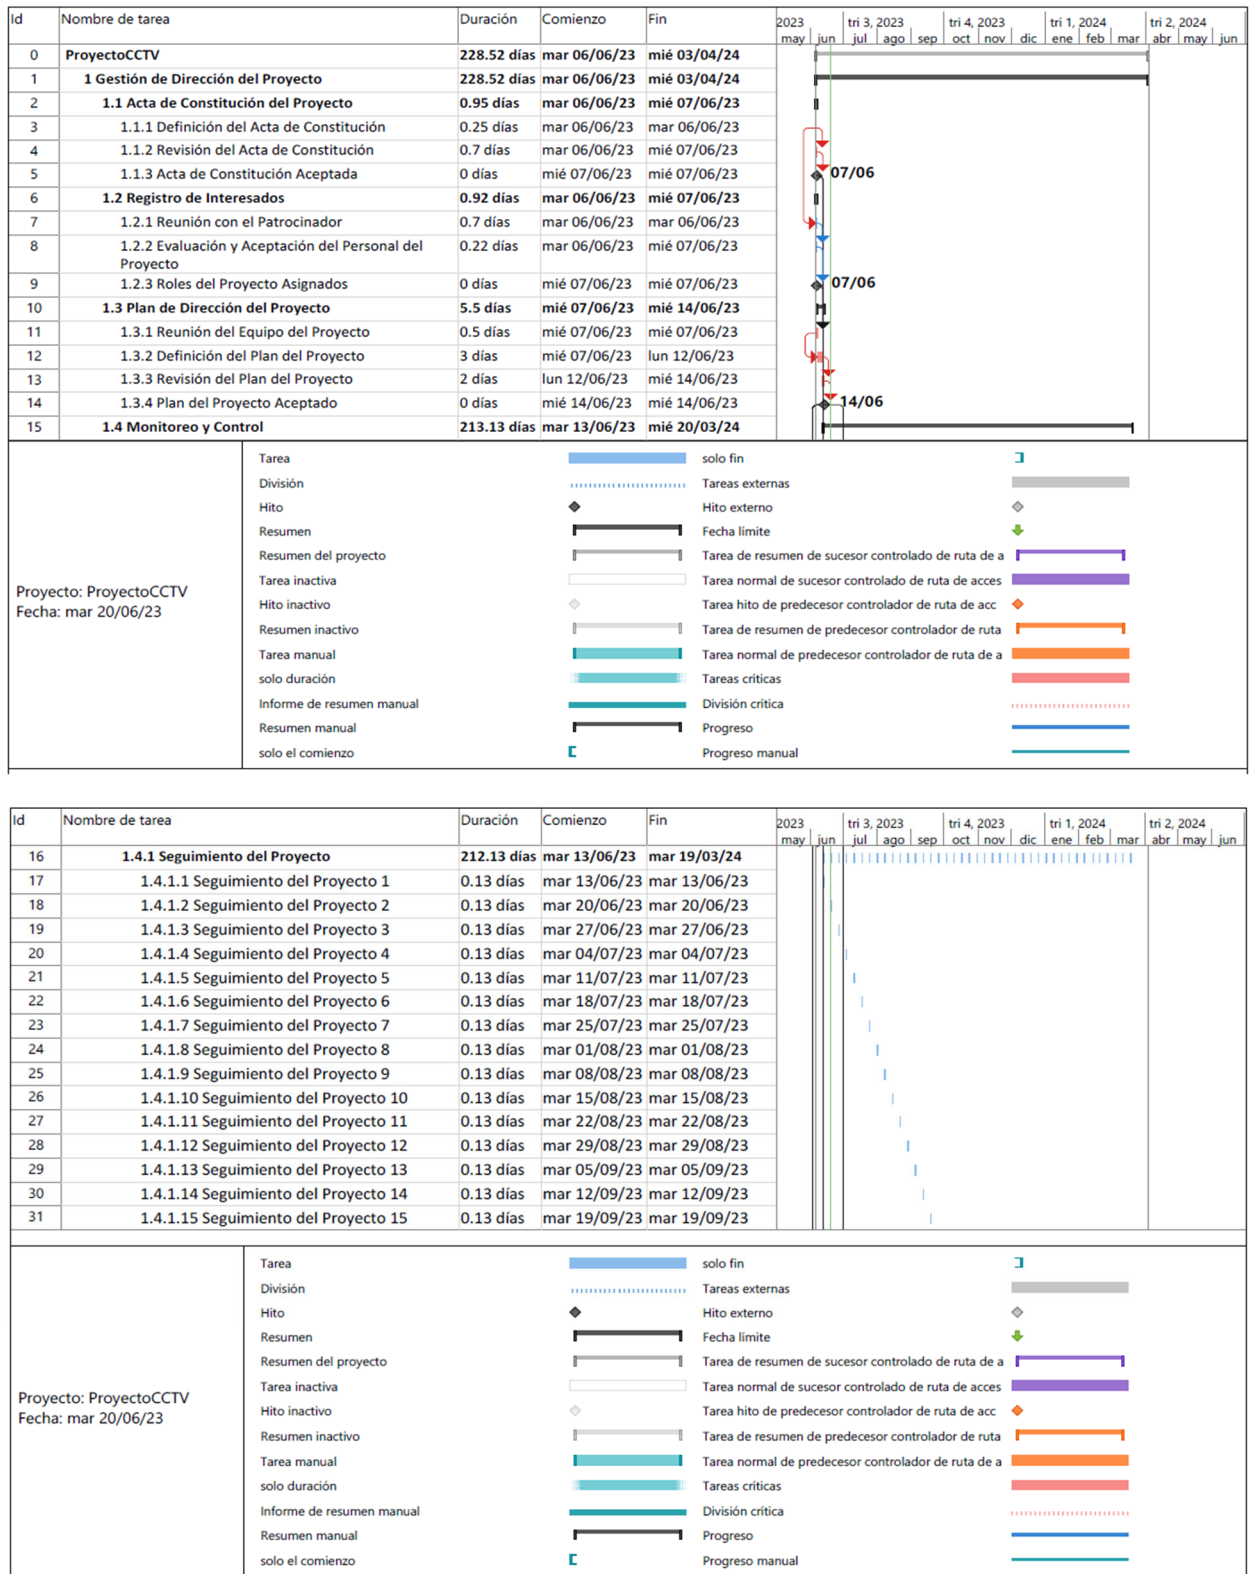 Id Nombre de tarea Duración Comienzo Fin 2023 tri 3, 2023 tri 4, 2023 tri 1, 2024 tri 2, 2024
may jun jul ago sep oct nov dic ene feb mar abr may jun
0 ProyectoCCTV 228.52 días mar 06/06/23 mié 03/04/24
1 1 Gestión de Dirección del Proyecto 228.52 días mar 06/06/23 mié 03/04/24
2 1.1 Acta de Constitución del Proyecto 0.95 días mar 06/06/23 mié 07/06/23
3 1.1.1 Definición del Acta de Constitución 0.25 días mar 06/06/23 mar 06/06/23
4 1.1.2 Revisión del Acta de Constitución 0.7 días mar 06/06/23 mié 07/06/23
5 1.1.3 Acta de Constitución Aceptada 0 días mié 07/06/23 mié 07/06/23 07/06
6 1.2 Registro de Interesados 0.92 días mar 06/06/23 mié 07/06/23
7 1.2.1 Reunión con el Patrocinador 0.7 días mar 06/06/23 mar 06/06/23
8 1.2.2 Evaluación y Aceptación del Personal del 0.22 días mar 06/06/23 mié 07/06/23
Proyecto
9 1.2.3 Roles del Proyecto Asignados 0 días mié 07/06/23 mié 07/06/23 07/06
10 1.3 Plan de Dirección del Proyecto 5.5 días mié 07/06/23 mié 14/06/23
11 1.3.1 Reunión del Equipo del Proyecto 0.5 días mié 07/06/23 mié 07/06/23
12 1.3.2 Definición del Plan del Proyecto 3 días mié 07/06/23 lun 12/06/23
13 1.3.3 Revisión del Plan del Proyecto 2 días lun 12/06/23 mié 14/06/23
14 1.3.4 Plan del Proyecto Aceptado 0 días mié 14/06/23 mié 14/06/23 14/06
15 1.4 Monitoreo y Control 213.13 días mar 13/06/23 mié 20/03/24
Proyecto: ProyectoCCTV
Fecha: mar 20/06/23
Tarea solo fin
División Tareas externas
Hito Hito externo
Resumen Fecha límite
Resumen del proyecto Tarea de resumen de sucesor controlado de ruta de a
Tarea inactiva Tarea normal de sucesor controlado de ruta de acces
Hito inactivo Tarea hito de predecesor controlador de ruta de acc
Resumen inactivo Tarea de resumen de predecesor controlador de ruta
Tarea manual Tarea normal de predecesor controlador de ruta de a
solo duración Tareas críticas
Informe de resumen manual División crítica
Resumen manual Progreso
solo el comienzo Progreso manual
Id Nombre de tarea Duración Comienzo Fin 2023 tri 3, 2023 tri 4, 2023 tri 1, 2024 tri 2, 2024
may jun jul ago sep oct nov dic ene feb mar abr may jun
16 1.4.1 Seguimiento del Proyecto 212.13 días mar 13/06/23 mar 19/03/24
17 1.4.1.1 Seguimiento del Proyecto 1 0.13 días mar 13/06/23 mar 13/06/23
18 1.4.1.2 Seguimiento del Proyecto 2 0.13 días mar 20/06/23 mar 20/06/23
19 1.4.1.3 Seguimiento del Proyecto 3 0.13 días mar 27/06/23 mar 27/06/23
20 1.4.1.4 Seguimiento del Proyecto 4 0.13 días mar 04/07/23 mar 04/07/23
21 1.4.1.5 Seguimiento del Proyecto 5 0.13 días mar 11/07/23 mar 11/07/23
22 1.4.1.6 Seguimiento del Proyecto 6 0.13 días mar 18/07/23 mar 18/07/23
23 1.4.1.7 Seguimiento del Proyecto 7 0.13 días mar 25/07/23 mar 25/07/23
24 1.4.1.8 Seguimiento del Proyecto 8 0.13 días mar 01/08/23 mar 01/08/23
25 1.4.1.9 Seguimiento del Proyecto 9 0.13 días mar 08/08/23 mar 08/08/23
26 1.4.1.10 Seguimiento del Proyecto 10 0.13 días mar 15/08/23 mar 15/08/23
27 1.4.1.11 Seguimiento del Proyecto 11 0.13 días mar 22/08/23 mar 22/08/23
28 1.4.1.12 Seguimiento del Proyecto 12 0.13 días mar 29/08/23 mar 29/08/23
29 1.4.1.13 Seguimiento del Proyecto 13 0.13 días mar 05/09/23 mar 05/09/23
30 1.4.1.14 Seguimiento del Proyecto 14 0.13 días mar 12/09/23 mar 12/09/23
31 1.4.1.15 Seguimiento del Proyecto 15 0.13 días mar 19/09/23 mar 19/09/23
Proyecto: ProyectoCCTV
Fecha: mar 20/06/23
Tarea solo fin
División Tareas externas
Hito Hito externo
Resumen Fecha límite
Resumen del proyecto Tarea de resumen de sucesor controlado de ruta de a
Tarea inactiva Tarea normal de sucesor controlado de ruta de acces
Hito inactivo Tarea hito de predecesor controlador de ruta de acc
Resumen inactivo Tarea de resumen de predecesor controlador de ruta
Tarea manual Tarea normal de predecesor controlador de ruta de a
solo duración Tareas críticas
Informe de resumen manual División crítica
Resumen manual Progreso
solo el comienzo Progreso manual